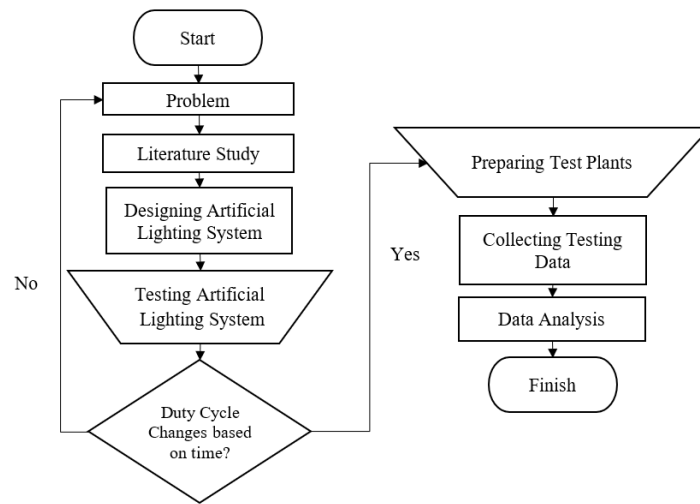 Start
Problem
Literature Study
Designing Artificial
Lighting System
Testing Artificial
Lighting System
Duty Cycle
Changes based
on time?
No
Yes
Preparing Test Plants
Collecting Testing
Data
Data Analysis
Finish